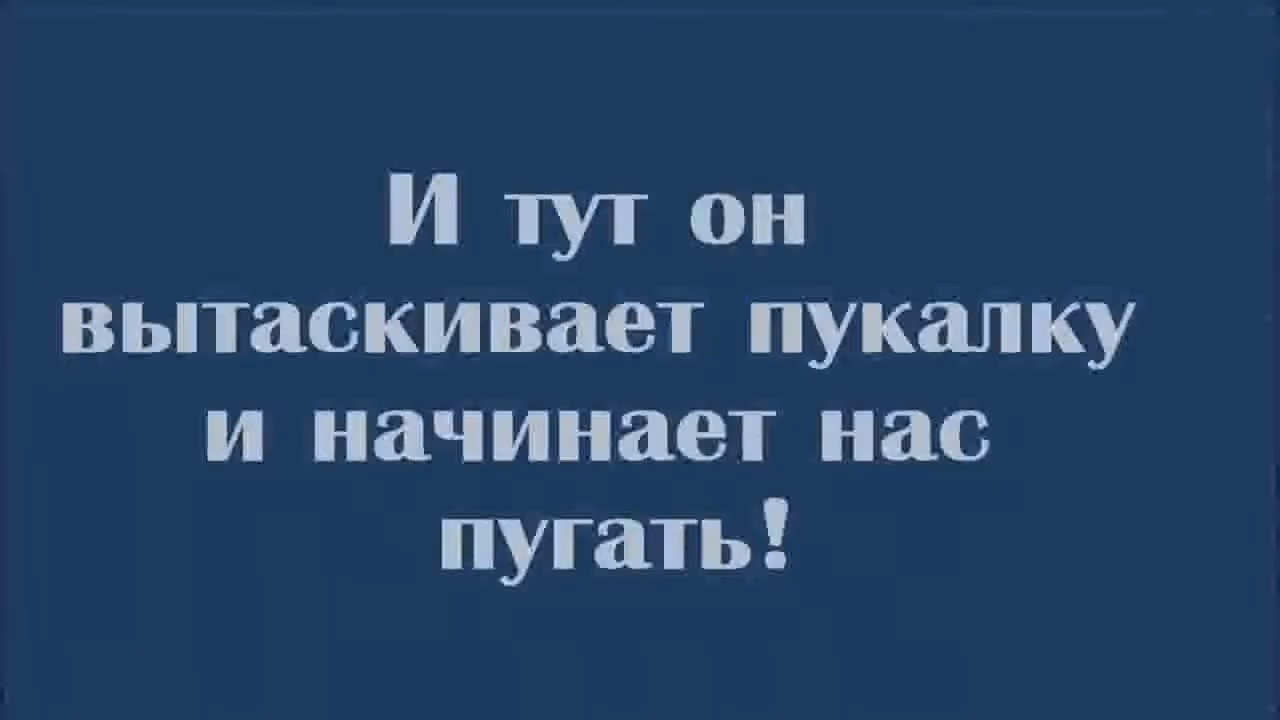 И тут он
вытаскивает пукалку
и начинает нас
пугать!